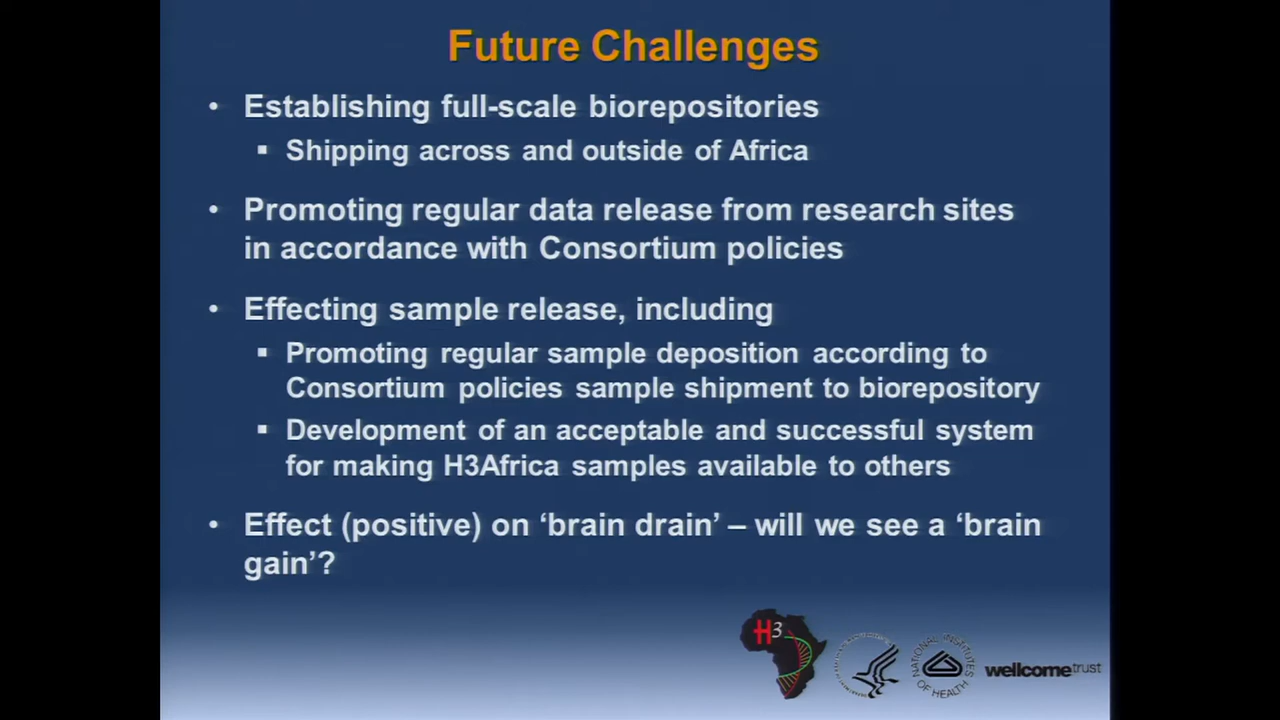 Future Challenges
• Establishing full-scale biorepositories
▪ Shipping across and outside of Africa
• Promoting regular data release from research sites
in accordance with Consortium policies
• Effecting sample release, including
▪ Promoting regular sample deposition according to
Consortium policies sample shipment to biorepository
▪ Development of an acceptable and successful system
for making H3Africa samples available to others
• Effect (positive) on ‘brain drain’ – will we see a ‘brain
gain’?
H3
NATIONAL INSTITUTES
OF HEALTH
wellcometrust